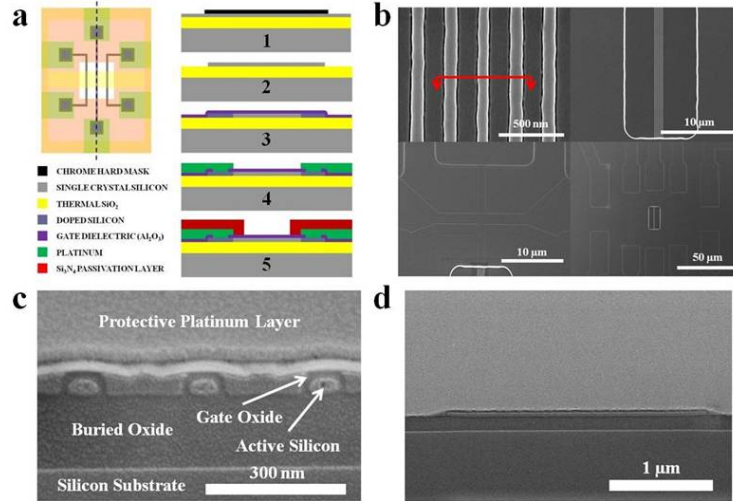 a
1
2
3
4
5
CHROME HARD MASK
SINGLE CRYSTAL SILICON
THERMAL SiO₂
DOPED SILICON
GATE DIELECTRIC (Al₂O₃)
PLATINUM
Si₃N₄ PASSIVATION LAYER
b
500 nm
10 µm
10 µm
50 µm
c
Protective Platinum Layer
Gate Oxide
Buried Oxide
Active Silicon
300 nm
Silicon Substrate
d
1 µm